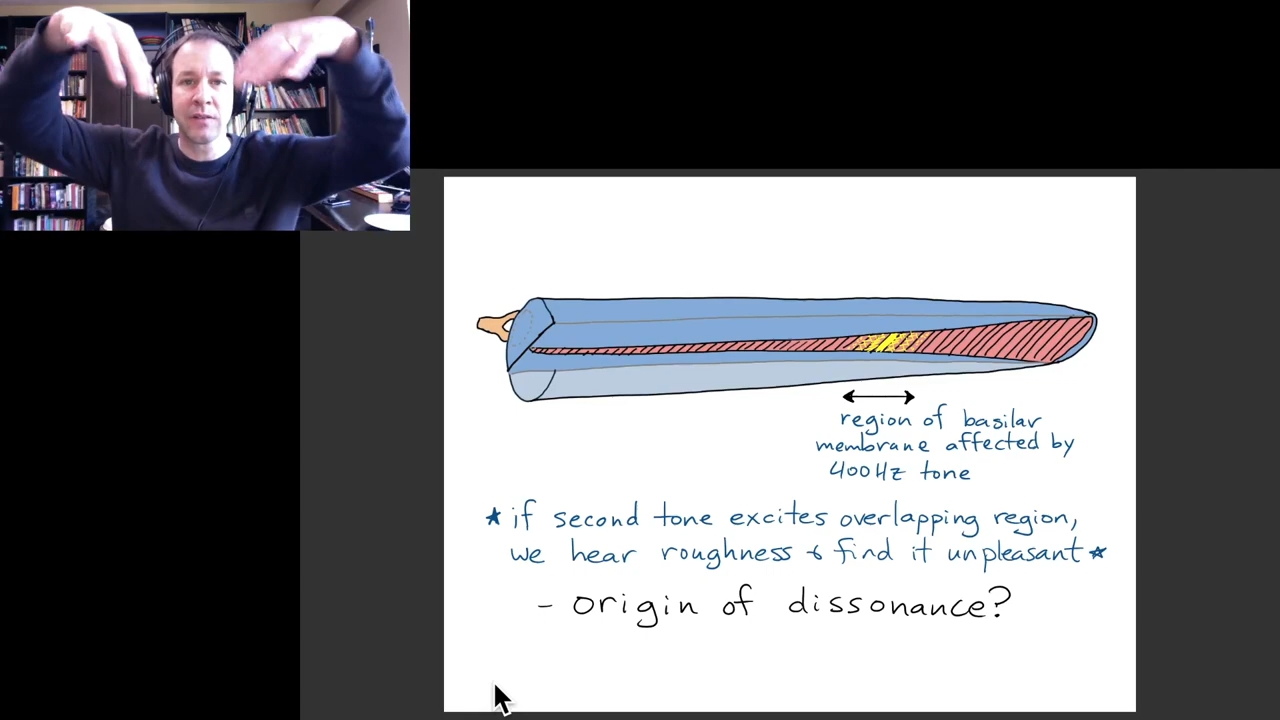 region of basilar
membrane affected by
400Hz tone
★ if second tone excites overlapping region,
we hear roughness & find it unpleasant ★
- origin of dissonance?